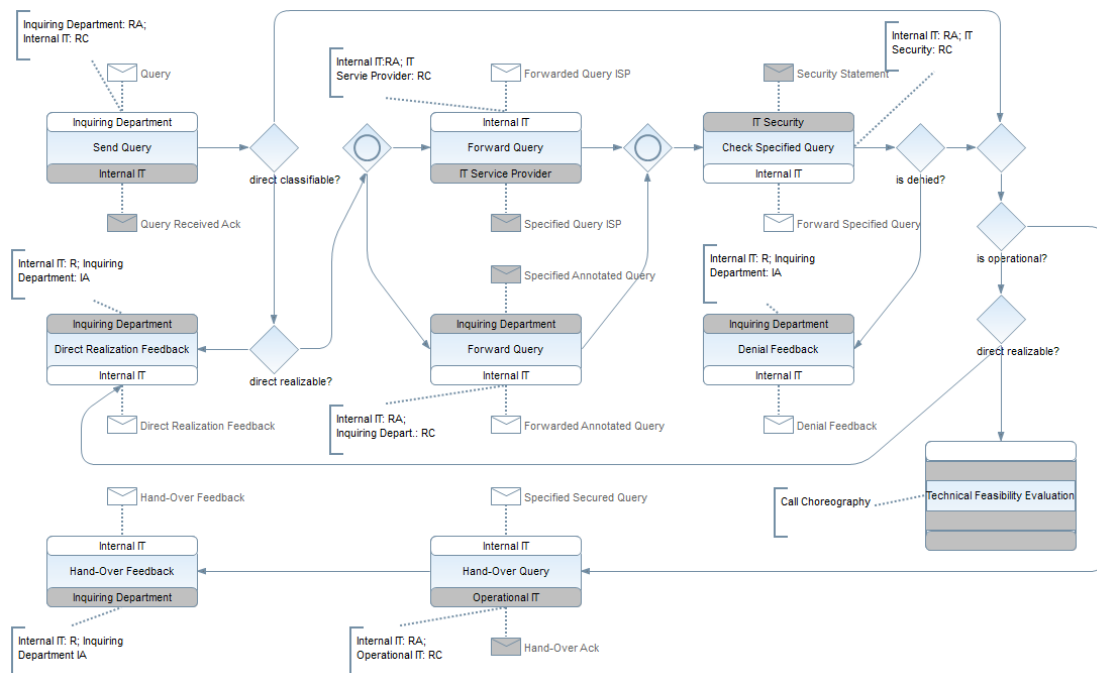 Inquiring Department: RA;
Internal IT: RC
Query
Inquiring Department
Send Query
Internal IT
Query Received Ack
direct classifiable?
Internal IT:RA; IT
Servie Provider: RC
Forwarded Query ISP
Internal IT
Forward Query
IT Service Provider
Specified Query ISP
Security Statement
Internal IT: RA; IT
Security: RC
IT Security
Check Specified Query
Internal IT
Forward Specified Query
is denied?
is operational?
Internal IT: R; Inquiring
Department: IA
Inquiring Department
Direct Realization Feedback
Internal IT
Direct Realization Feedback
direct realizable?
Specified Annotated Query
Inquiring Department
Forward Query
Internal IT
Internal IT: RA;
Inquiring Depart.: RC
Forwarded Annotated Query
Internal IT: R; Inquiring
Department: IA
Inquiring Department
Denial Feedback
Internal IT
Denial Feedback
direct realizable?
Call Choreography
Technical Feasibility Evaluation
Hand-Over Feedback
Internal IT
Hand-Over Feedback
Inquiring Department
Internal IT: R; Inquiring
Department IA
Specified Secured Query
Internal IT
Hand-Over Query
Operational IT
Internal IT: RA;
Operational IT: RC
Hand-Over Ack